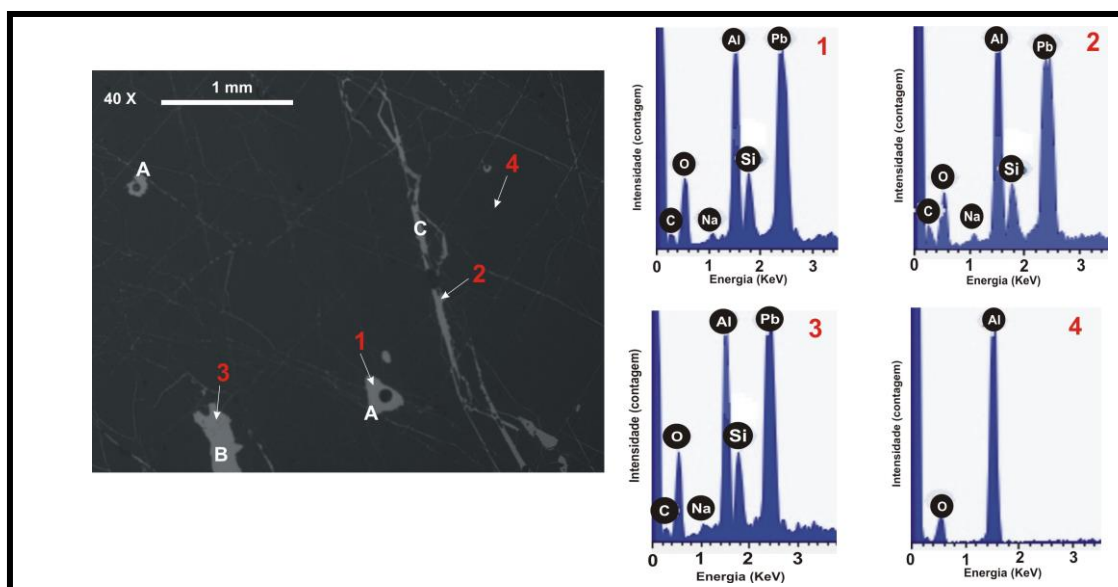 40 X
1 mm
A
4
C
2
1
3
A
B
1
Al
Pb
O
Si
C
Na
Intensidade (contagem)
0
1
2
3
Energia (KeV)
2
Al
Pb
O
Si
C
Na
Intensidade (contagem)
0
1
2
3
Energia (KeV)
3
Al
Pb
O
Si
C
Na
Intensidade (contagem)
0
1
2
3
Energia (KeV)
4
Al
O
Intensidade (contagem)
0
1
2
3
Energia (KeV)